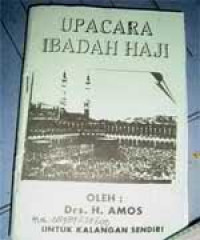 UPACARA
IBADAH HAJI
OLEH :
Drs. H. AMOS
UNTUK KALANGAN SENDIRI